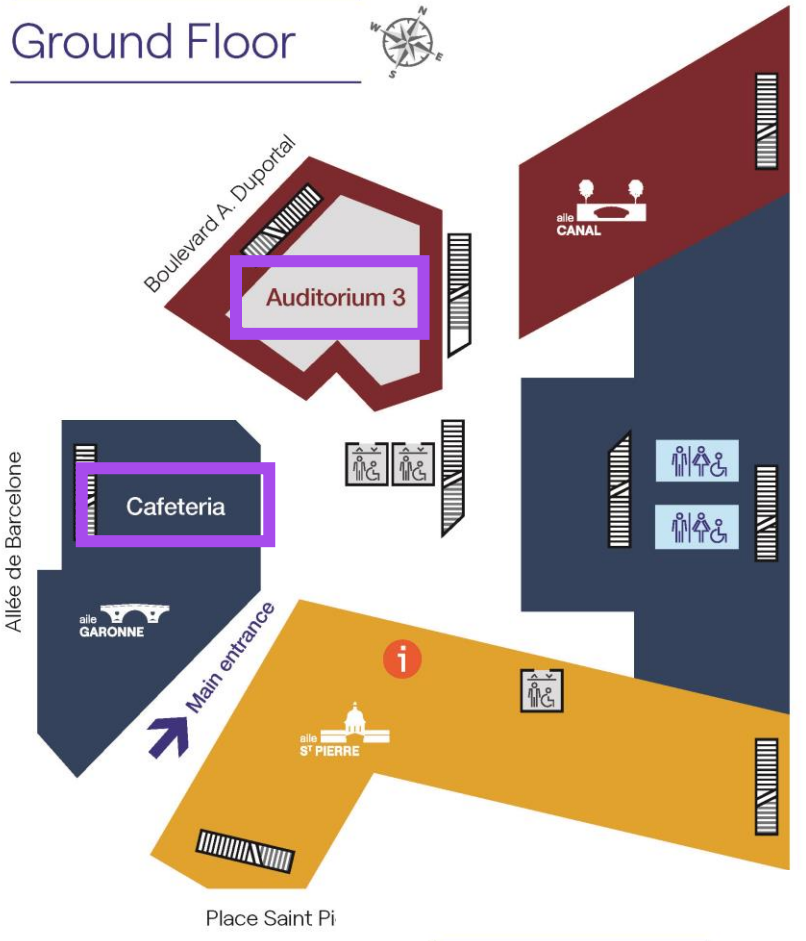 Ground Floor
N
W
E
S
Boulevard A. Duportal
aile
CANAL
Auditorium 3
Allée de Barcelone
Cafeteria
aile
GARONNE
Main entrance
i
aile
Sᵀ PIERRE
Place Saint Pi